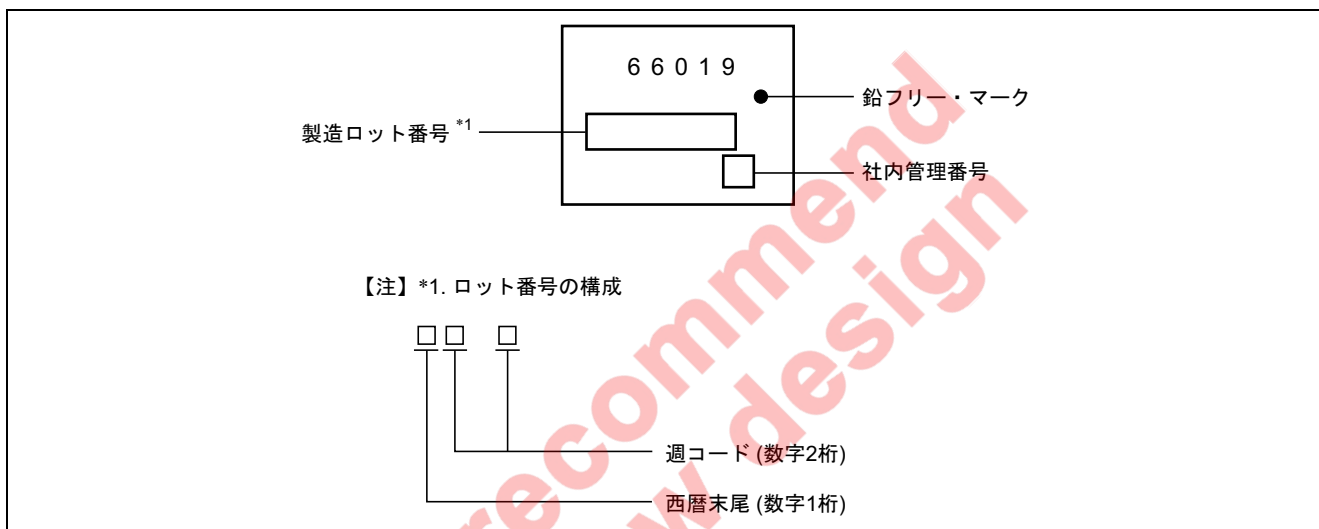 66019
鉛フリー・マーク
製造ロット番号 *1
社内管理番号
【注】*1. ロット番号の構成
週コード (数字2桁)
西暦末尾 (数字1桁)
recommend
w design